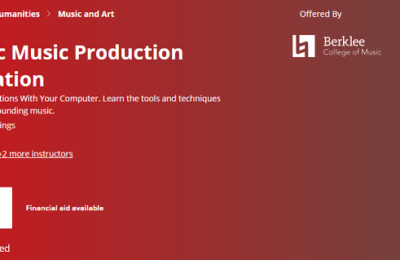 umanities > Music and Art
Offered By
Berklee
College of Music
c Music Production
ation
tions With Your Computer. Learn the tools and techniques
ounding music.
ings
+2 more instructors
Financial aid available
ed